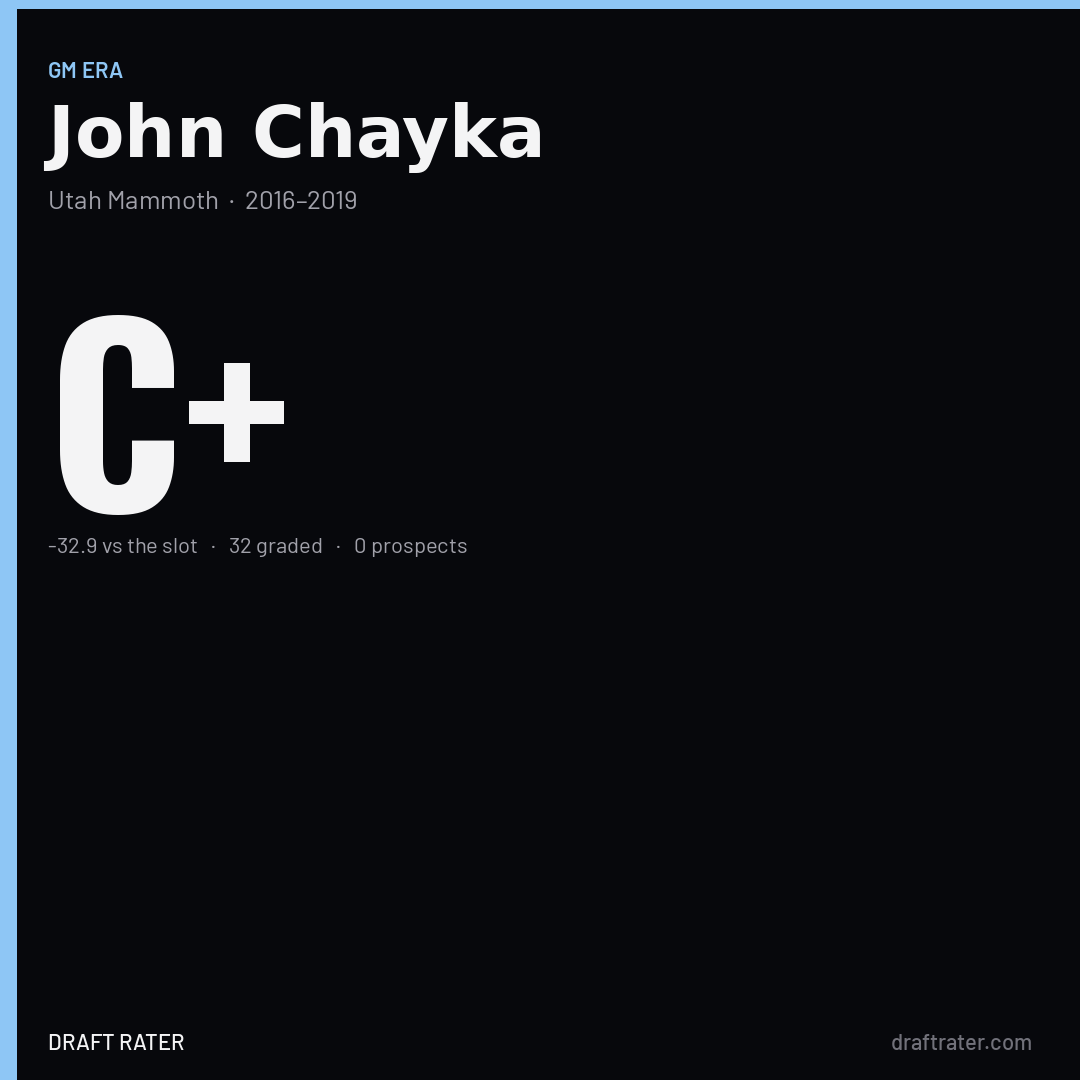 GM ERA
John Chayka
Utah Mammoth · 2016–2019
C+
-32.9 vs the slot · 32 graded · 0 prospects
DRAFT RATER
draftrater.com